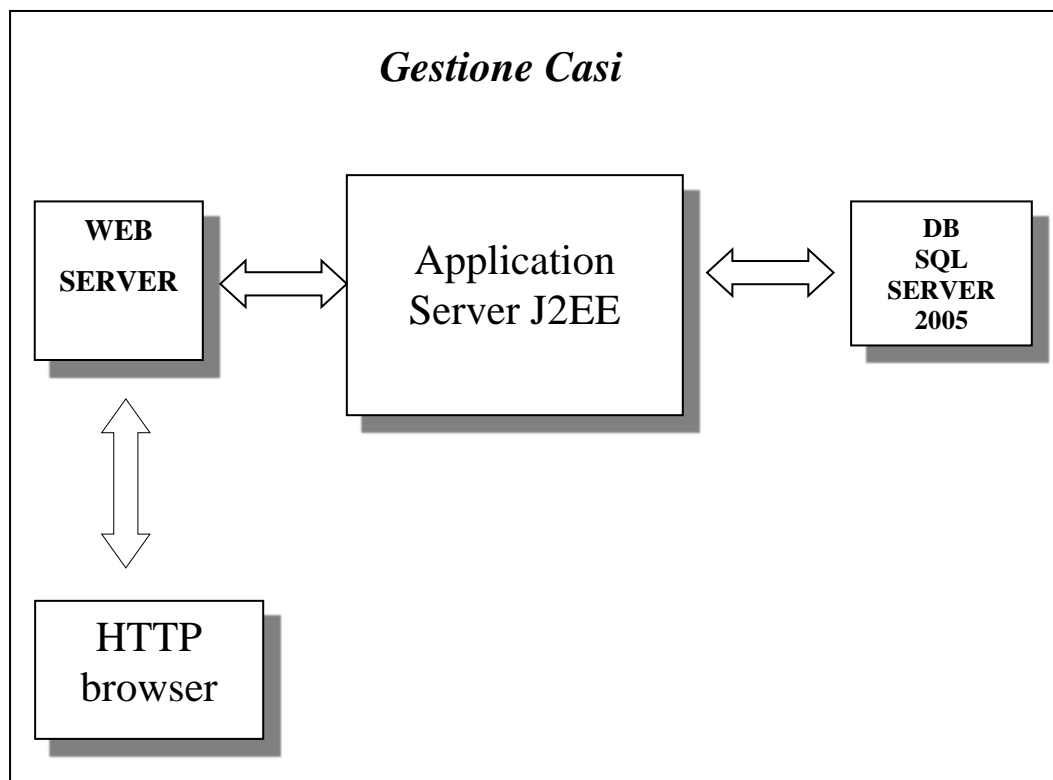 Gestione Casi
WEB
SERVER
Application
Server J2EE
DB
SQL
SERVER
2005
HTTP
browser